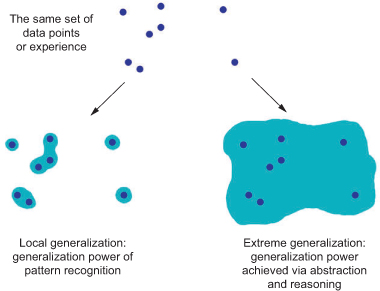 The same set of
data points
or experience
Local generalization:
generalization power of
pattern recognition
Extreme generalization:
generalization power
achieved via abstraction
and reasoning